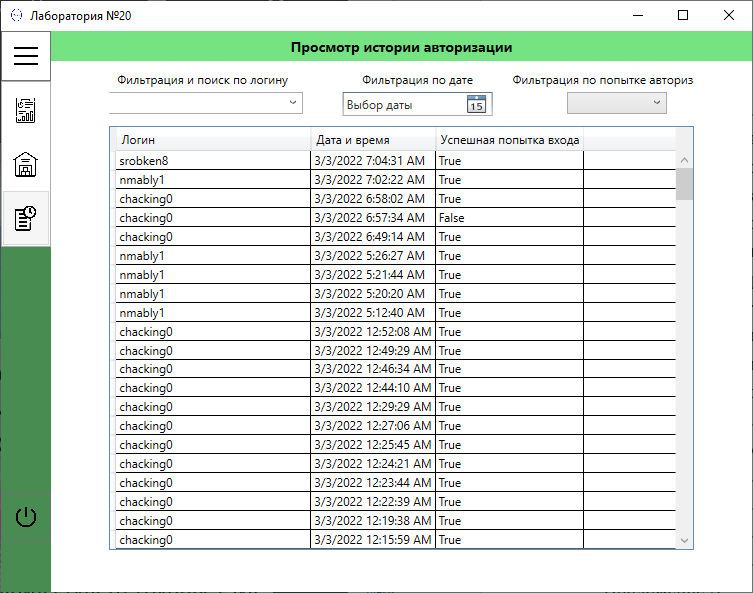 Лаборатория №20
Просмотр истории авторизации
Фильтрация и поиск по логину Фильтрация по дате Фильтрация по попытке авториз
Выбор даты 15
Логин Дата и время Успешная попытка входа
srobken8 3/3/2022 7:04:31 AM True
nmably1 3/3/2022 7:02:22 AM True
chacking0 3/3/2022 6:58:02 AM True
chacking0 3/3/2022 6:57:34 AM False
chacking0 3/3/2022 6:49:14 AM True
nmably1 3/3/2022 5:26:27 AM True
nmably1 3/3/2022 5:21:44 AM True
nmably1 3/3/2022 5:20:20 AM True
nmably1 3/3/2022 5:12:40 AM True
chacking0 3/3/2022 12:52:08 AM True
chacking0 3/3/2022 12:49:29 AM True
chacking0 3/3/2022 12:46:34 AM True
chacking0 3/3/2022 12:44:10 AM True
chacking0 3/3/2022 12:29:29 AM True
chacking0 3/3/2022 12:27:06 AM True
chacking0 3/3/2022 12:25:45 AM True
chacking0 3/3/2022 12:24:21 AM True
chacking0 3/3/2022 12:23:44 AM True
chacking0 3/3/2022 12:22:39 AM True
chacking0 3/3/2022 12:19:38 AM True
chacking0 3/3/2022 12:15:59 AM True